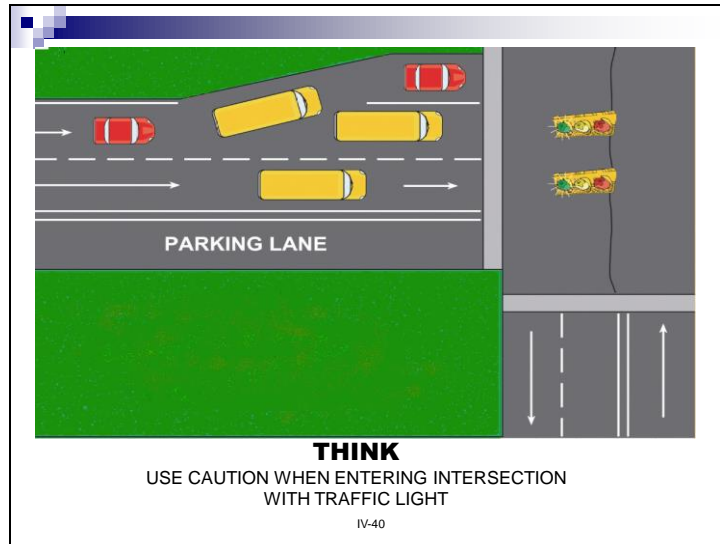 PARKING LANE
THINK
USE CAUTION WHEN ENTERING INTERSECTION
WITH TRAFFIC LIGHT
IV-40